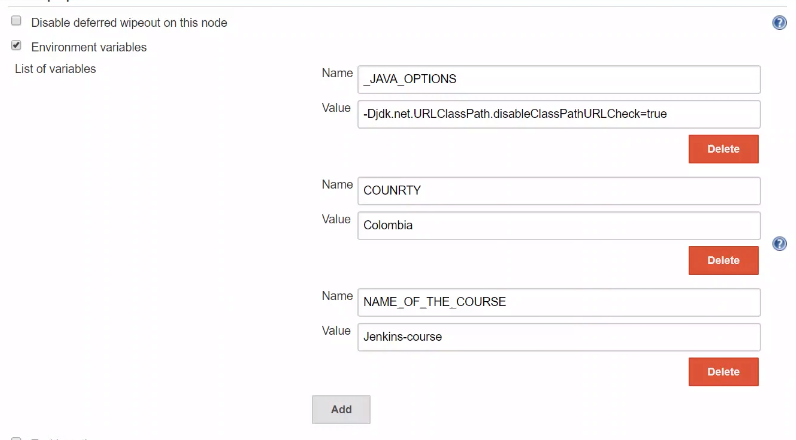 Disable deferred wipeout on this node
Environment variables
List of variables
Name
_JAVA_OPTIONS
Value
-Djdk.net.URLClassPath.disableClassPathURLCheck=true
Delete
Name
COUNRTY
Value
Colombia
Delete
Name
NAME_OF_THE_COURSE
Value
Jenkins-course
Delete
Add